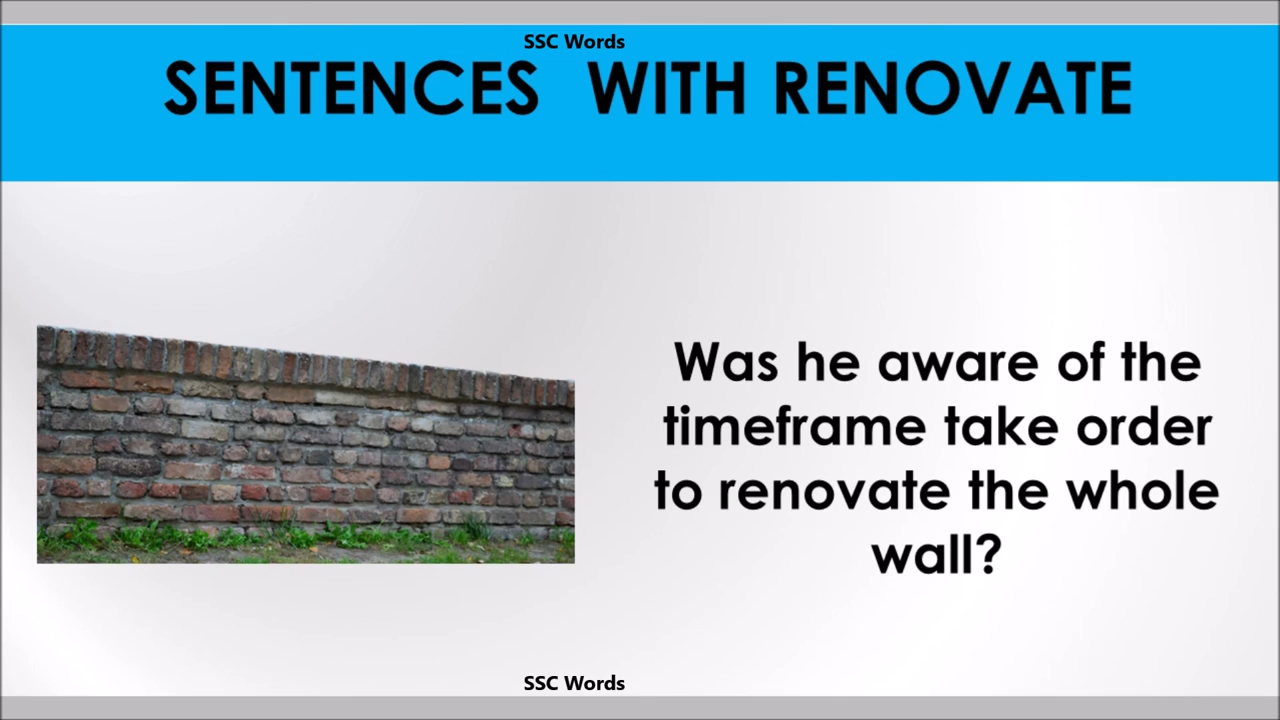 SSC Words
SENTENCES WITH RENOVATE
Was he aware of the
timeframe take order
to renovate the whole
wall?
SSC Words